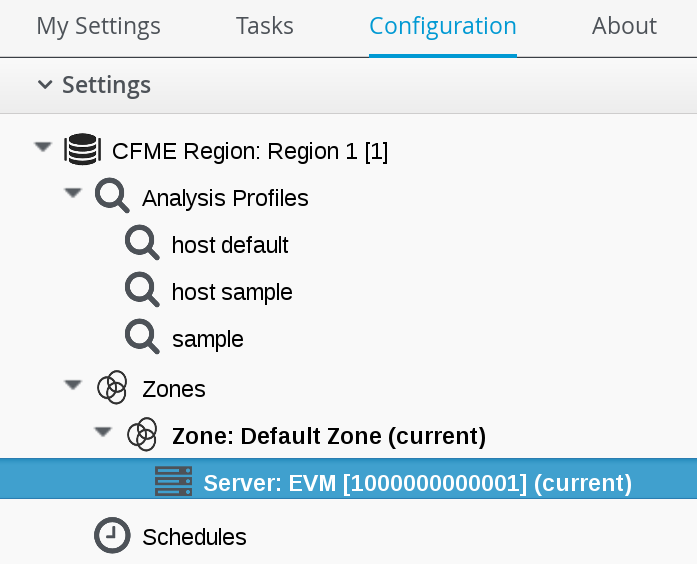 My Settings Tasks Configuration About
Settings
CFME Region: Region 1 [1]
Analysis Profiles
host default
host sample
sample
Zones
Zone: Default Zone (current)
Server: EVM [1000000000001] (current)
Schedules